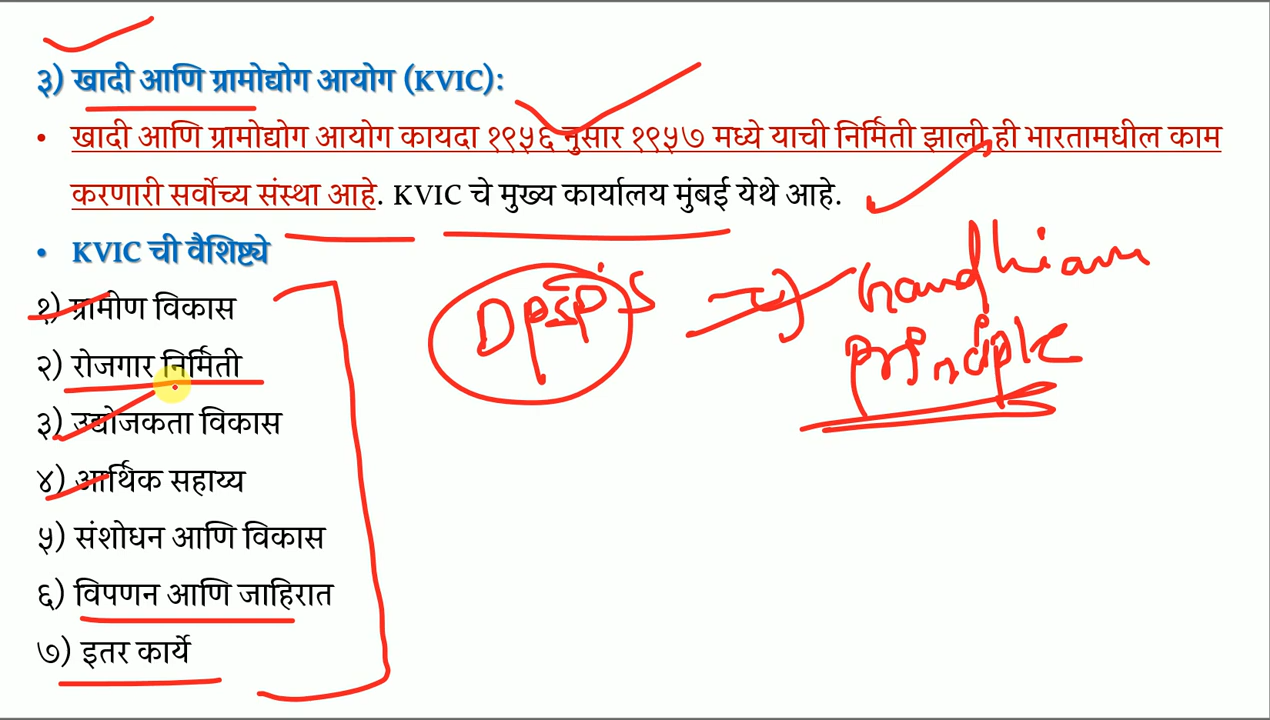 ३) खादी आणि ग्रामोद्योग आयोग (KVIC):
• खादी आणि ग्रामोद्योग आयोग कायदा १९५६ नुसार १९५७ मध्ये याची निर्मिती झाली.ही भारतामधील काम
करणारी सर्वोच्च संस्था आहे. KVIC चे मुख्य कार्यालय मुंबई येथे आहे.
• KVIC ची वैशिष्ट्ये
१) ग्रामीण विकास
२) रोजगार निर्मिती
३) उद्योजकता विकास
४) आर्थिक सहाय्य
५) संशोधन आणि विकास
६) विपणन आणि जाहिरात
७) इतर कार्ये
DPSP's
Gandhian
Principle